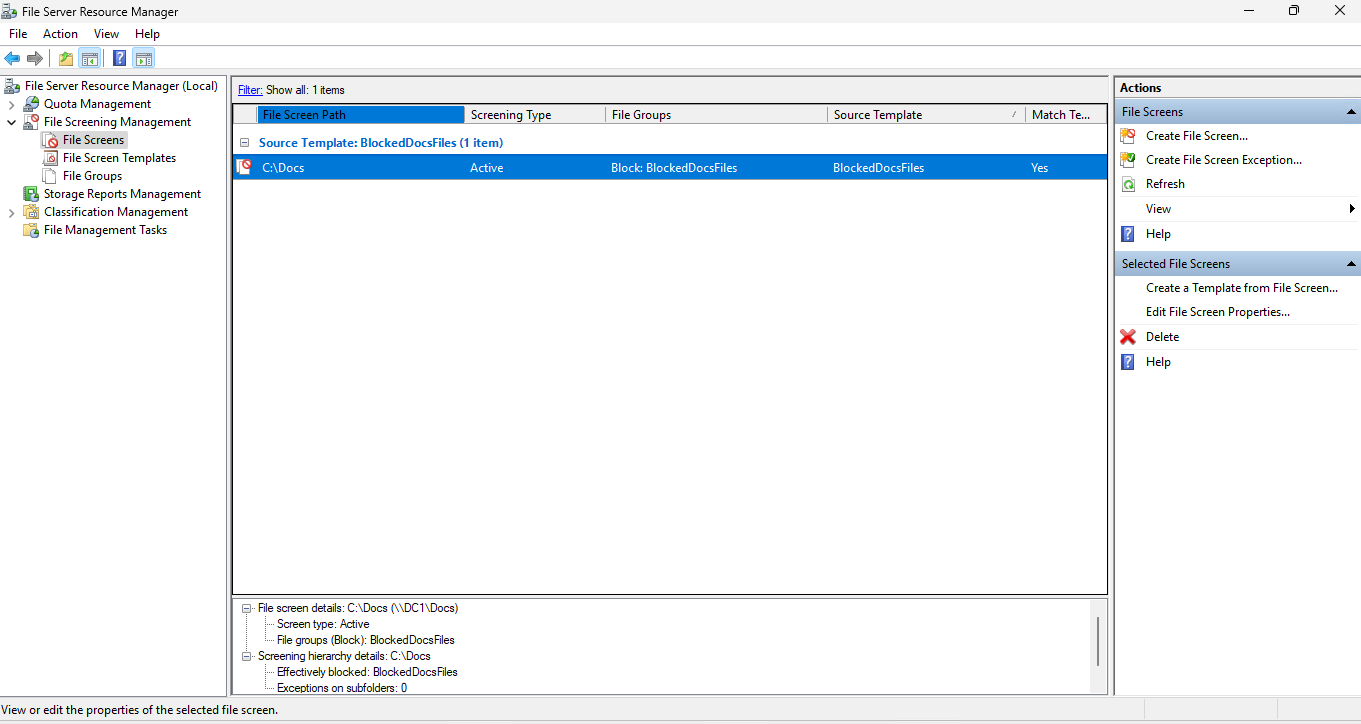 File Server Resource Manager
File Action View Help
File Server Resource Manager (Local)
Quota Management
File Screening Management
File Screens
File Screen Templates
File Groups
Storage Reports Management
Classification Management
File Management Tasks
Filter: Show all: 1 items
File Screen Path Screening Type File Groups Source Template Match Te...
Source Template: BlockedDocsFiles (1 item)
C:\Docs Active Block: BlockedDocsFiles BlockedDocsFiles Yes
File screen details: C:\Docs (\\DC1\Docs)
Screen type: Active
File groups (Block): BlockedDocsFiles
Screening hierarchy details: C:\Docs
Effectively blocked: BlockedDocsFiles
Exceptions on subfolders: 0
Actions
File Screens
Create File Screen...
Create File Screen Exception...
Refresh
View
Help
Selected File Screens
Create a Template from File Screen...
Edit File Screen Properties...
Delete
Help
View or edit the properties of the selected file screen.